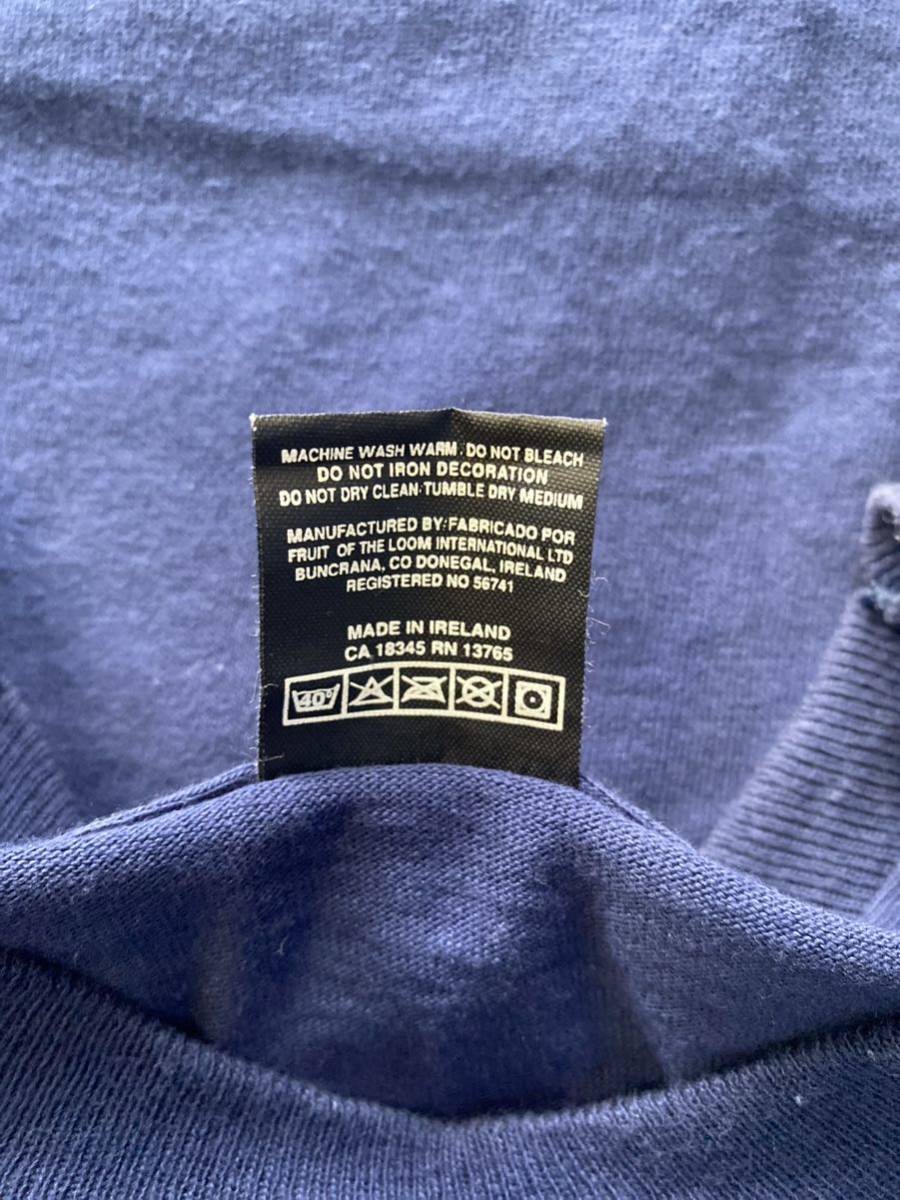 MACHINE WASH WARM. DO NOT BLEACH
DO NOT IRON DECORATION
DO NOT DRY CLEAN·TUMBLE DRY MEDIUM
MANUFACTURED BY:FABRICADO POR
FRUIT OF THE LOOM INTERNATIONAL LTD
BUNCRANA, CO DONEGAL, IRELAND
REGISTERED NO 56741
MADE IN IRELAND
CA 18345 RN 13765
40°